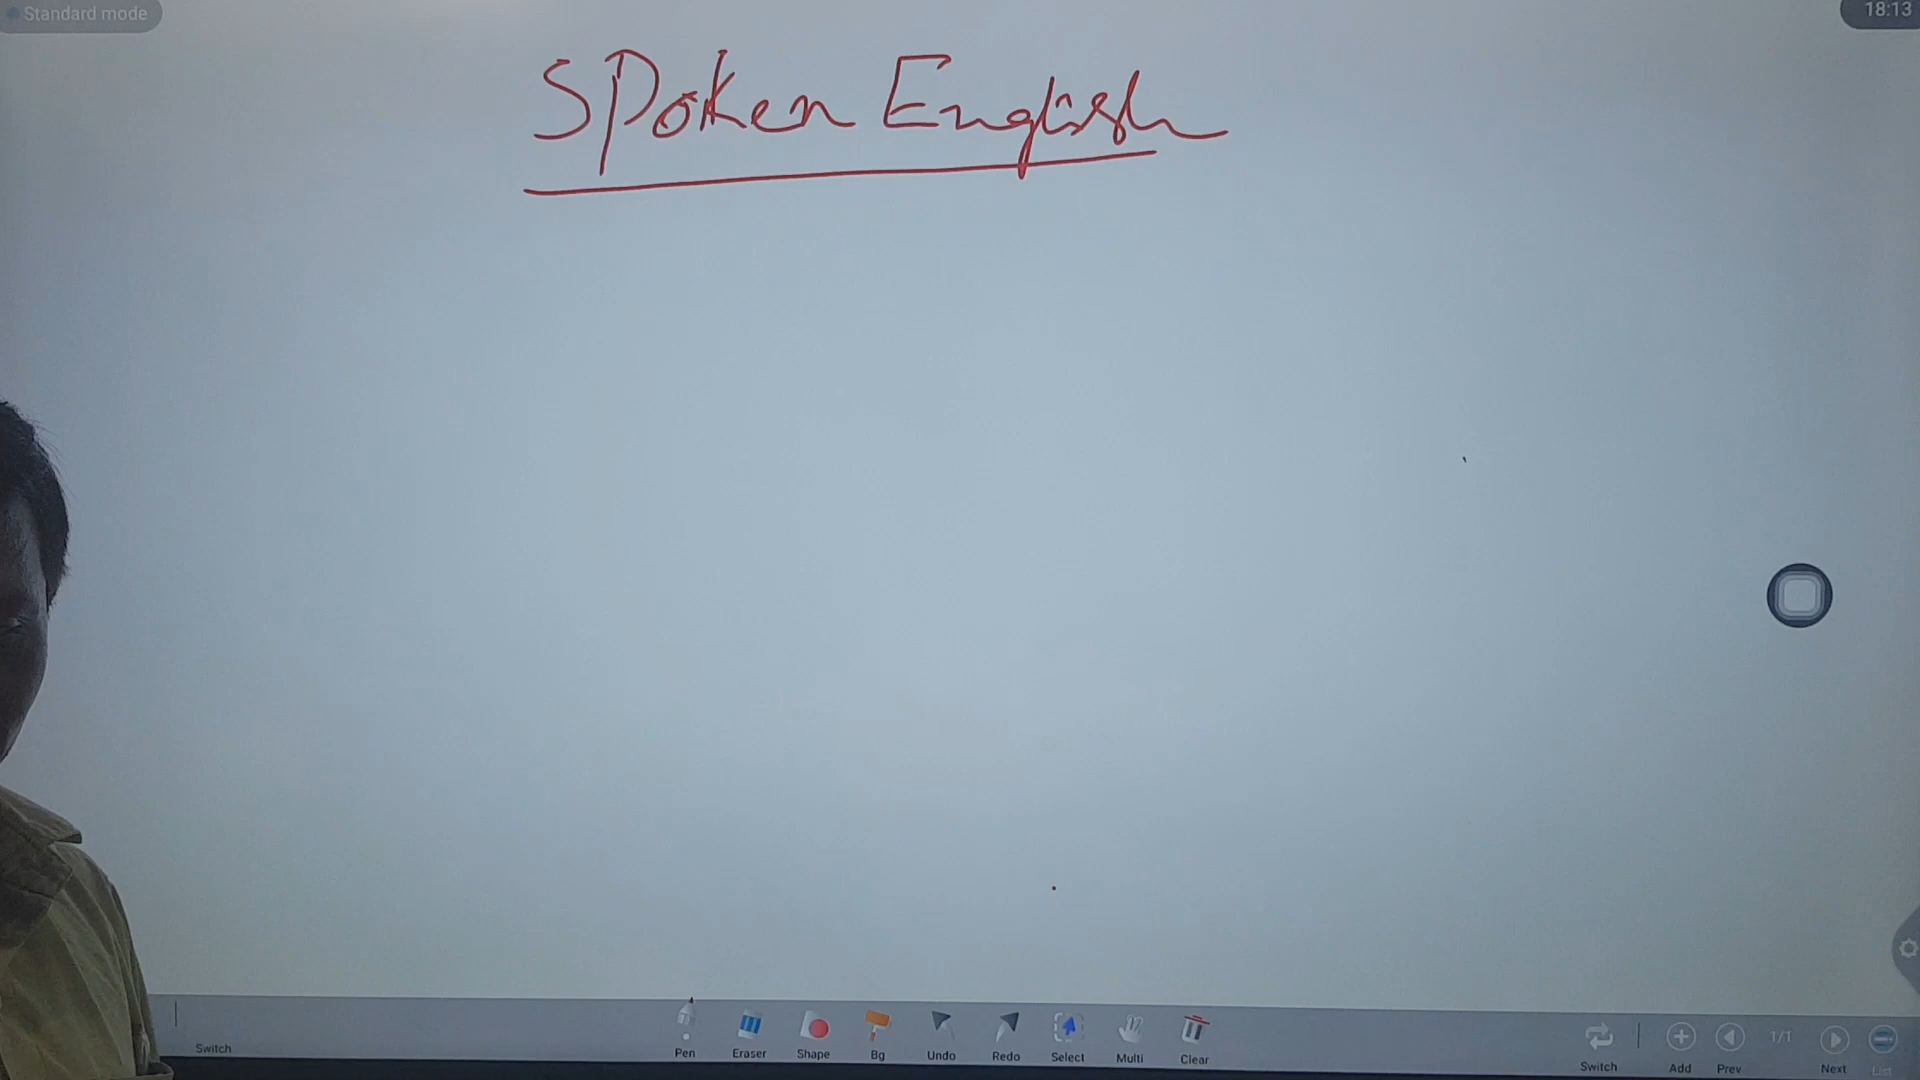 Standard mode
18:13
SPoken English
Switch
Pen
Eraser
Shape
Bg
Undo
Redo
Select
Multi
Clear
Switch
Add
Prev
1/1
Next
List